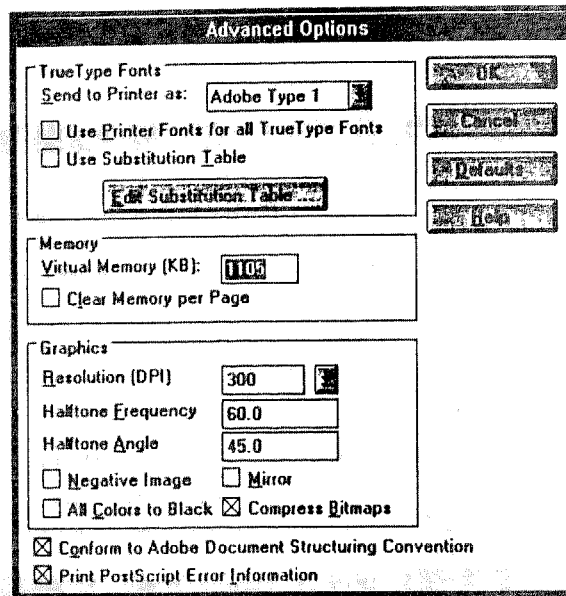 Advanced Options
TrueType Fonts
Send to Printer as: Adobe Type 1
Use Printer Fonts for all TrueType Fonts
Use Substitution Table
Edit Substitution Table ...
Memory
Virtual Memory (KB): 1105
Clear Memory per Page
Graphics
Resolution (DPI) 300
Halftone Frequency 60.0
Halftone Angle 45.0
Negative Image Mirror
All Colors to Black Compress Bitmaps
Conform to Adobe Document Structuring Convention
Print PostScript Error Information
OK
Cancel
Defaults
Help